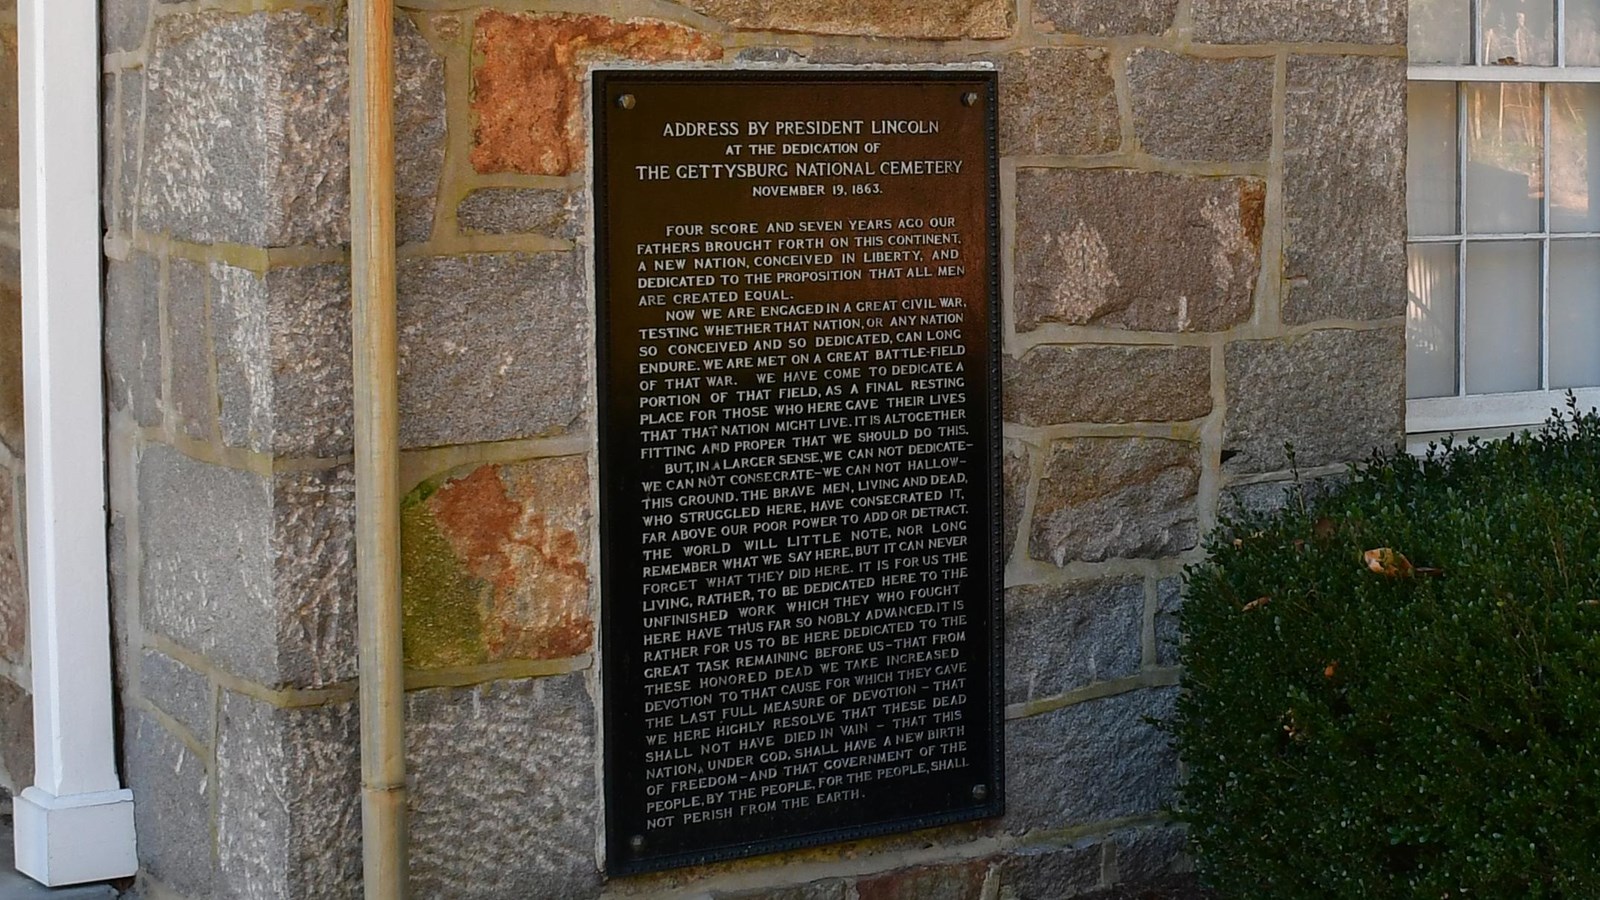 ADDRESS BY PRESIDENT LINCOLN
AT THE DEDICATION OF
THE GETTYSBURG NATIONAL CEMETERY
NOVEMBER 19, 1863.
FOUR SCORE AND SEVEN YEARS AGO OUR
FATHERS BROUGHT FORTH ON THIS CONTINENT,
A NEW NATION, CONCEIVED IN LIBERTY, AND
DEDICATED TO THE PROPOSITION THAT ALL MEN
ARE CREATED EQUAL.
NOW WE ARE ENGAGED IN A GREAT CIVIL WAR,
TESTING WHETHER THAT NATION, OR ANY NATION
SO CONCEIVED AND SO DEDICATED, CAN LONG
ENDURE. WE ARE MET ON A GREAT BATTLE-FIELD
OF THAT WAR. WE HAVE COME TO DEDICATE A
PORTION OF THAT FIELD, AS A FINAL RESTING
PLACE FOR THOSE WHO HERE GAVE THEIR LIVES
THAT THAT NATION MIGHT LIVE. IT IS ALTOGETHER
FITTING AND PROPER THAT WE SHOULD DO THIS.
BUT, IN A LARGER SENSE, WE CAN NOT DEDICATE–
WE CAN NOT CONSECRATE–WE CAN NOT HALLOW–
THIS GROUND. THE BRAVE MEN, LIVING AND DEAD,
WHO STRUGGLED HERE, HAVE CONSECRATED IT,
FAR ABOVE OUR POOR POWER TO ADD OR DETRACT.
THE WORLD WILL LITTLE NOTE, NOR LONG
REMEMBER WHAT WE SAY HERE, BUT IT CAN NEVER
FORGET WHAT THEY DID HERE. IT IS FOR US THE
LIVING, RATHER, TO BE DEDICATED HERE TO THE
UNFINISHED WORK WHICH THEY WHO FOUGHT
HERE HAVE THUS FAR SO NOBLY ADVANCED. IT IS
RATHER FOR US TO BE HERE DEDICATED TO THE
GREAT TASK REMAINING BEFORE US–THAT FROM
THESE HONORED DEAD WE TAKE INCREASED
DEVOTION TO THAT CAUSE FOR WHICH THEY GAVE
THE LAST FULL MEASURE OF DEVOTION – THAT
WE HERE HIGHLY RESOLVE THAT THESE DEAD
SHALL NOT HAVE DIED IN VAIN – THAT THIS
NATION, UNDER GOD, SHALL HAVE A NEW BIRTH
OF FREEDOM–AND THAT GOVERNMENT OF THE
PEOPLE, BY THE PEOPLE, FOR THE PEOPLE, SHALL
NOT PERISH FROM THE EARTH.